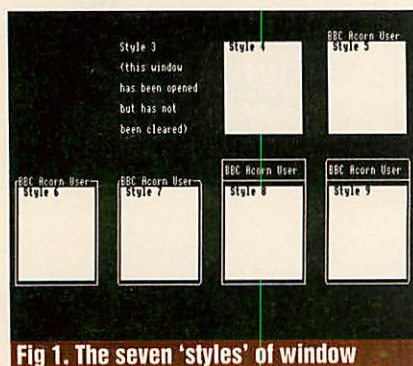 Style 3
(this window
has been opened
but has not
been cleared)
Style 4
BBC Acorn User
Style 5
BBC Acorn User
Style 6
BBC Acorn User
Style 7
BBC Acorn User
Style 8
BBC Acorn User
Style 9
Fig 1. The seven 'styles' of window